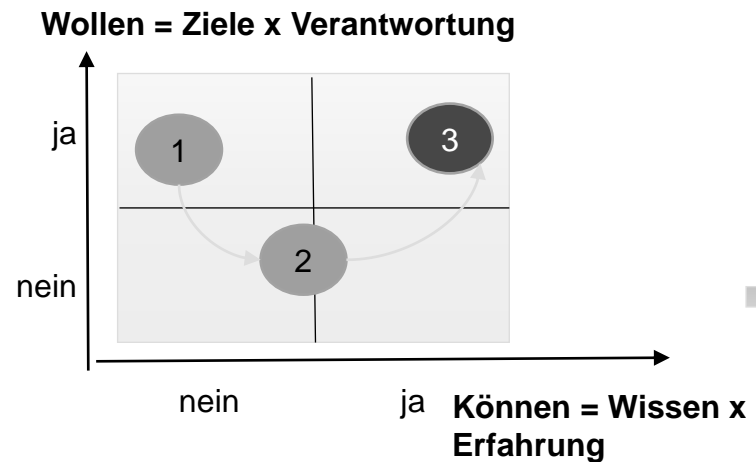 Wollen = Ziele x Verantwortung
ja
1
3
2
nein
nein
ja
Können = Wissen x
Erfahrung